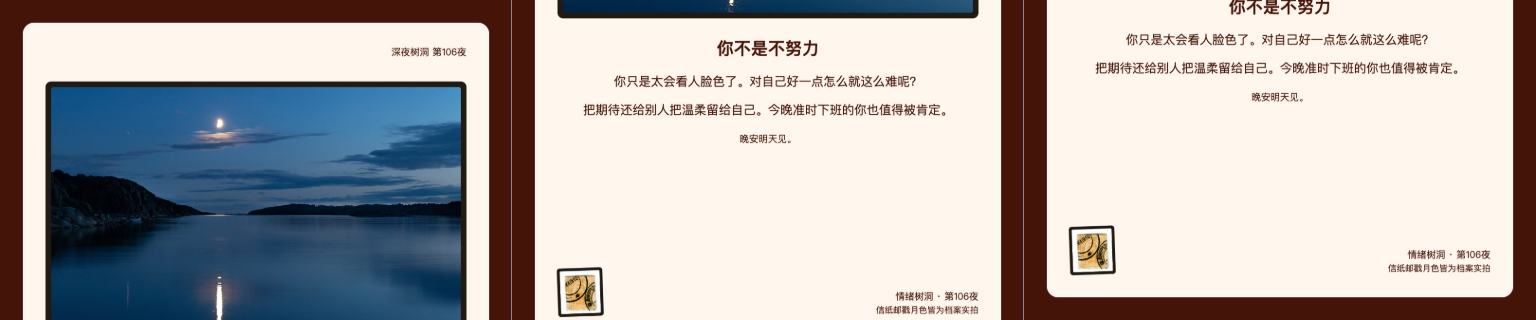 深夜树洞 第106夜
你不是不努力
你只是太会看人脸色了。对自己好一点怎么就这么难呢？
把期待还给别人把温柔留给自己。今晚准时下班的你也值得被肯定。
晚安明天见。
情绪树洞 · 第106夜
信纸邮戳月色皆为档案实拍
你不是不努力
你只是太会看人脸色了。对自己好一点怎么就这么难呢？
把期待还给别人把温柔留给自己。今晚准时下班的你也值得被肯定。
晚安明天见。
情绪树洞 · 第106夜
信纸邮戳月色皆为档案实拍